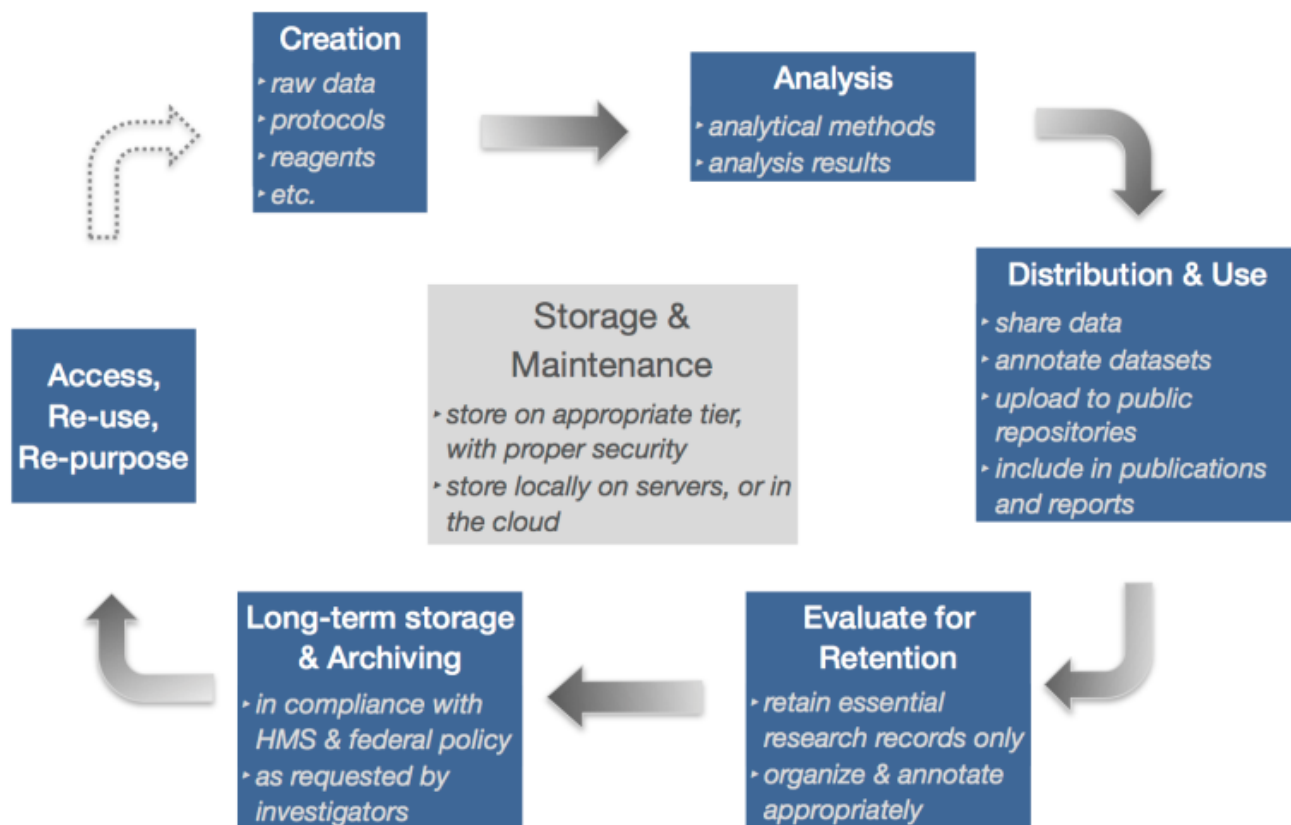 Creation
‣ raw data
‣ protocols
‣ reagents
‣ etc.
Analysis
‣ analytical methods
‣ analysis results
Distribution & Use
‣ share data
‣ annotate datasets
‣ upload to public
repositories
‣ include in publications
and reports
Storage &
Maintenance
‣ store on appropriate tier,
with proper security
‣ store locally on servers, or in
the cloud
Access,
Re-use,
Re-purpose
Long-term storage
& Archiving
‣ in compliance with
HMS & federal policy
‣ as requested by
investigators
Evaluate for
Retention
‣ retain essential
research records only
‣ organize & annotate
appropriately